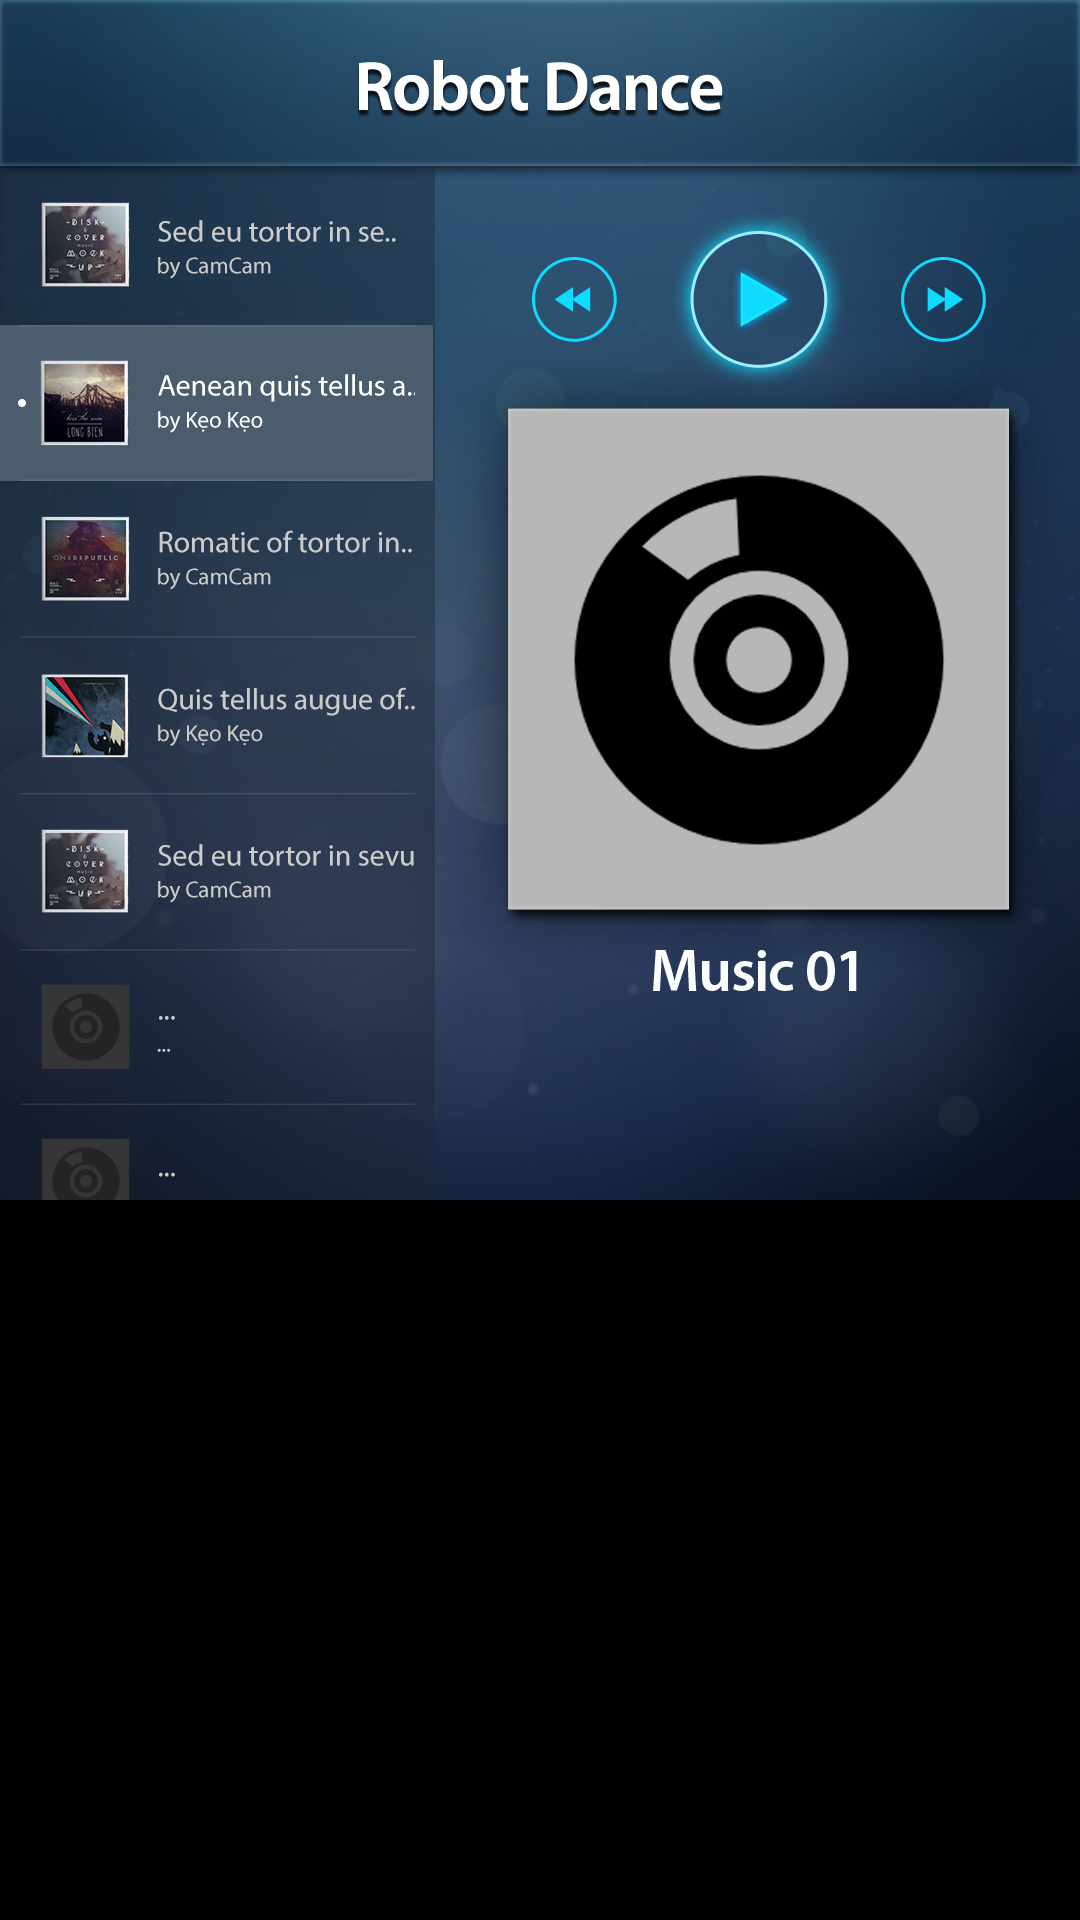 Robot Dance
-DISK-
&
COVER
MUSIC
MOCK
-UP-
Sed eu tortor in se..
by CamCam
LONG BIEN
Aenean quis tellus a..
by Kẹo Kẹo
ONEREPUBLIC
Romatic of tortor in..
by CamCam
Quis tellus augue of..
by Kẹo Kẹo
-DISK-
&
COVER
MUSIC
MOCK
-UP-
Sed eu tortor in sevu
by CamCam
...
...
...
Music 01